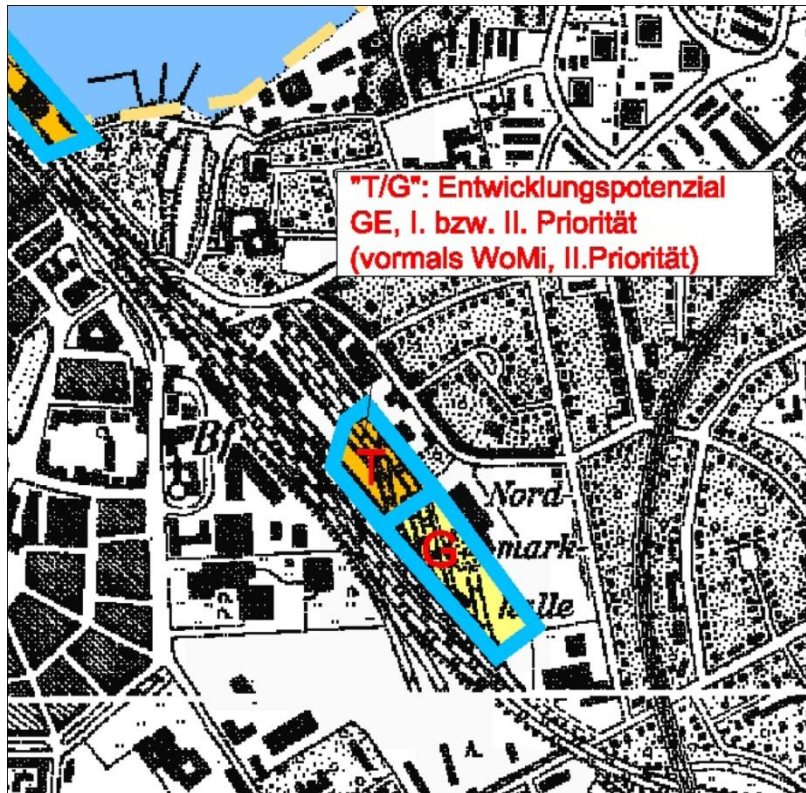 "T/G": Entwicklungspotenzial
GE, I. bzw. II. Priorität
(vormals WoMi, II.Priorität)
Bf
T
Nord-
G
mark-
halle